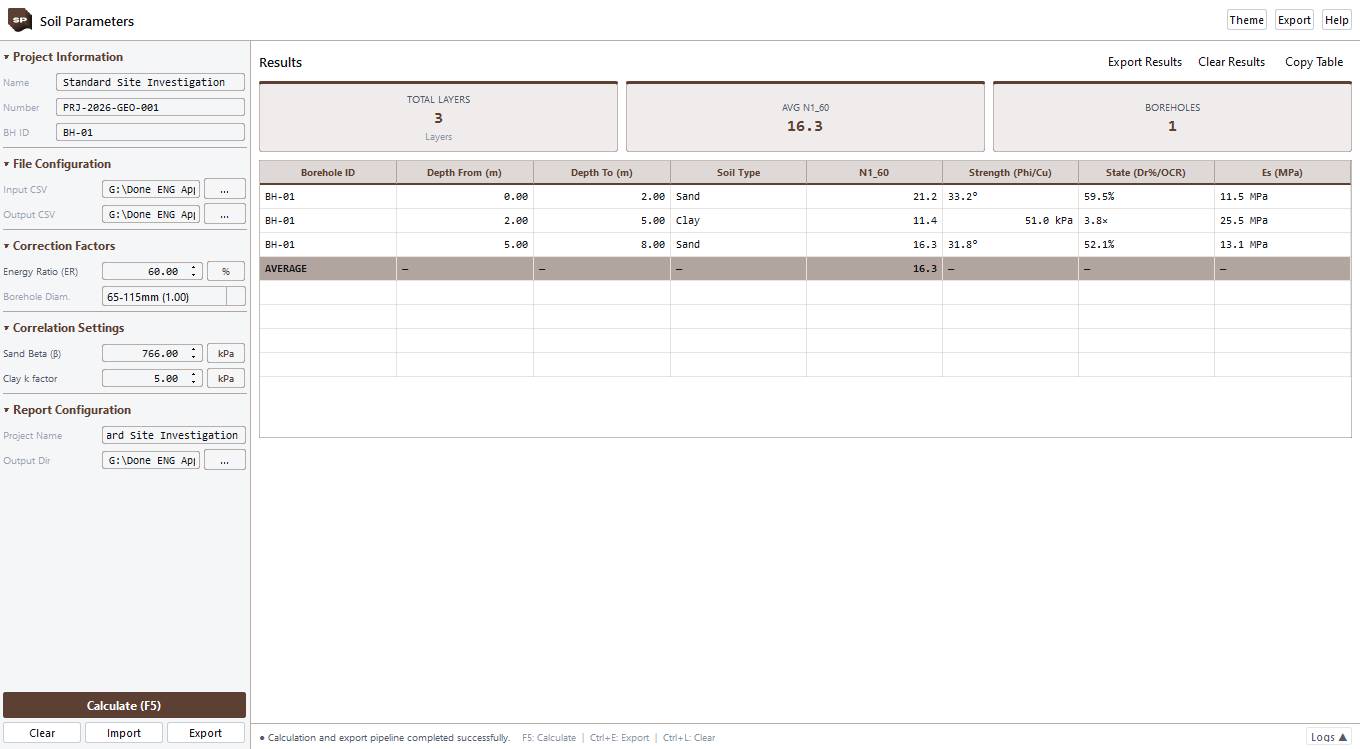 SP Soil Parameters
Theme Export Help
▾ Project Information
Name Standard Site Investigation
Number PRJ-2026-GEO-001
BH ID BH-01
▾ File Configuration
Input CSV G:\Done ENG Ap ...
Output CSV G:\Done ENG Ap ...
▾ Correction Factors
Energy Ratio (ER) 60.00 %
Borehole Diam. 65-115mm (1.00)
▾ Correlation Settings
Sand Beta (β) 766.00 kPa
Clay k factor 5.00 kPa
▾ Report Configuration
Project Name ard Site Investigation
Output Dir G:\Done ENG Ap ...
Calculate (F5)
Clear Import Export
Results
Export Results Clear Results Copy Table
TOTAL LAYERS
3
Layers
AVG N1_60
16.3
BOREHOLES
1
Borehole ID Depth From (m) Depth To (m) Soil Type N1_60 Strength (Phi/Cu) State (Dr%/OCR) Es (MPa)
BH-01 0.00 2.00 Sand 21.2 33.2° 59.5% 11.5 MPa
BH-01 2.00 5.00 Clay 11.4 51.0 kPa 3.8× 25.5 MPa
BH-01 5.00 8.00 Sand 16.3 31.8° 52.1% 13.1 MPa
AVERAGE — — — 16.3 — — —
● Calculation and export pipeline completed successfully. F5: Calculate | Ctrl+E: Export | Ctrl+L: Clear
Logs ▲